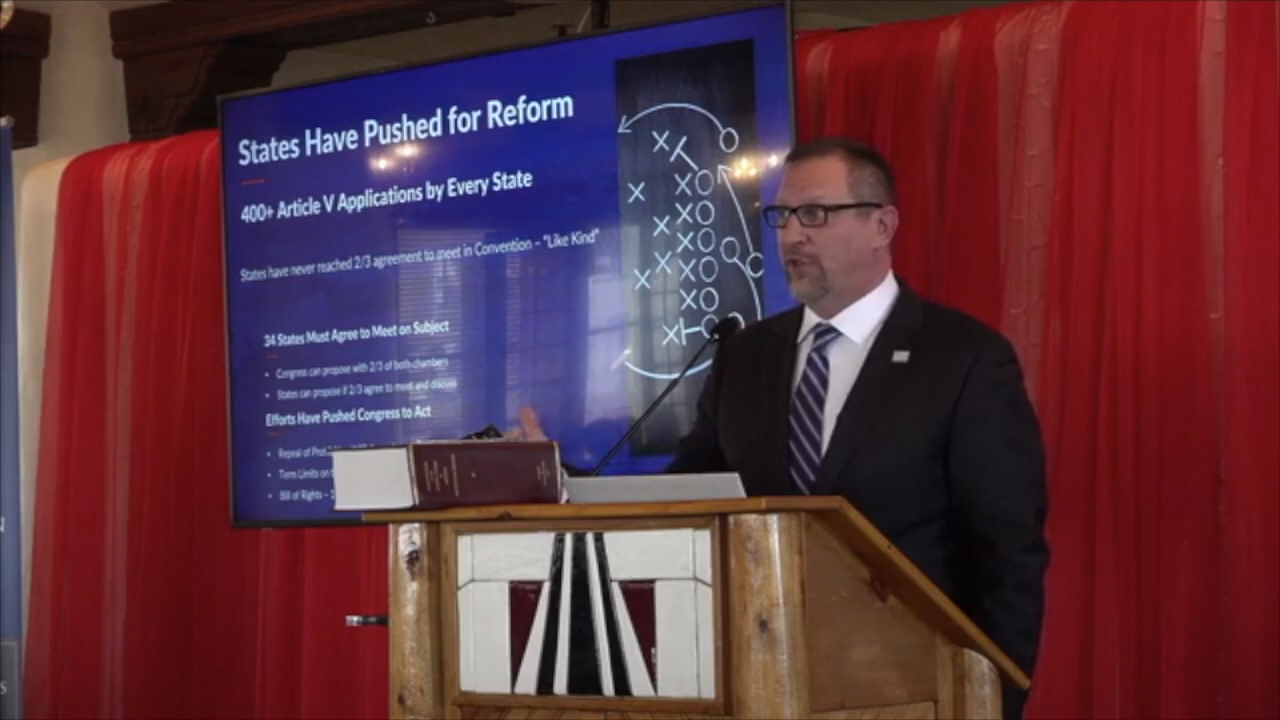 States Have Pushed for Reform
400+ Article V Applications by Every State
States have never reached 2/3 agreement to meet in Convention – "Like Kind"
34 States Must Agree to Meet on Subject
• Congress can propose with 2/3 of both chambers
• States can propose if 2/3 agree to meet and discuss
Efforts Have Pushed Congress to Act
• Repeal of
• Term Limits on
• Bill of Rights –
N
S